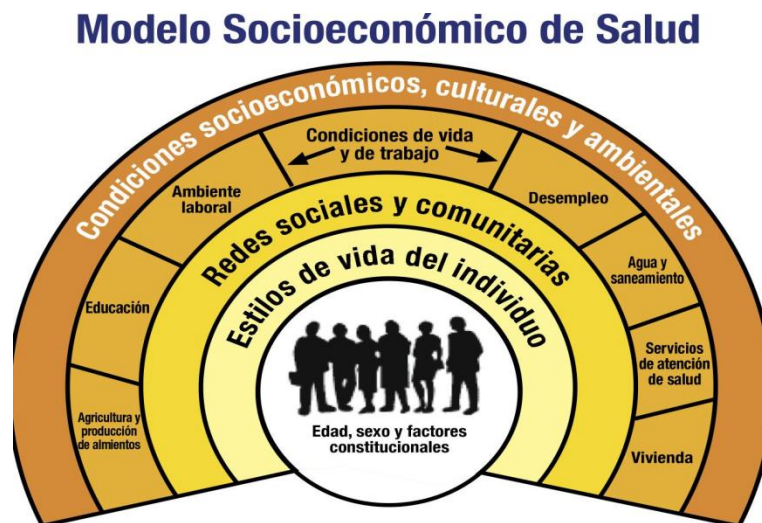 Modelo Socioeconómico de Salud
Condiciones socioeconómicos, culturales y ambientales
Condiciones de vida
y de trabajo
Ambiente
laboral
Desempleo
Educación
Agua y
saneamiento
Agricultura y
producción
de almientos
Servicios
de atención
de salud
Vivienda
Redes sociales y comunitarias
Estilos de vida del individuo
Edad, sexo y factores
constitucionales